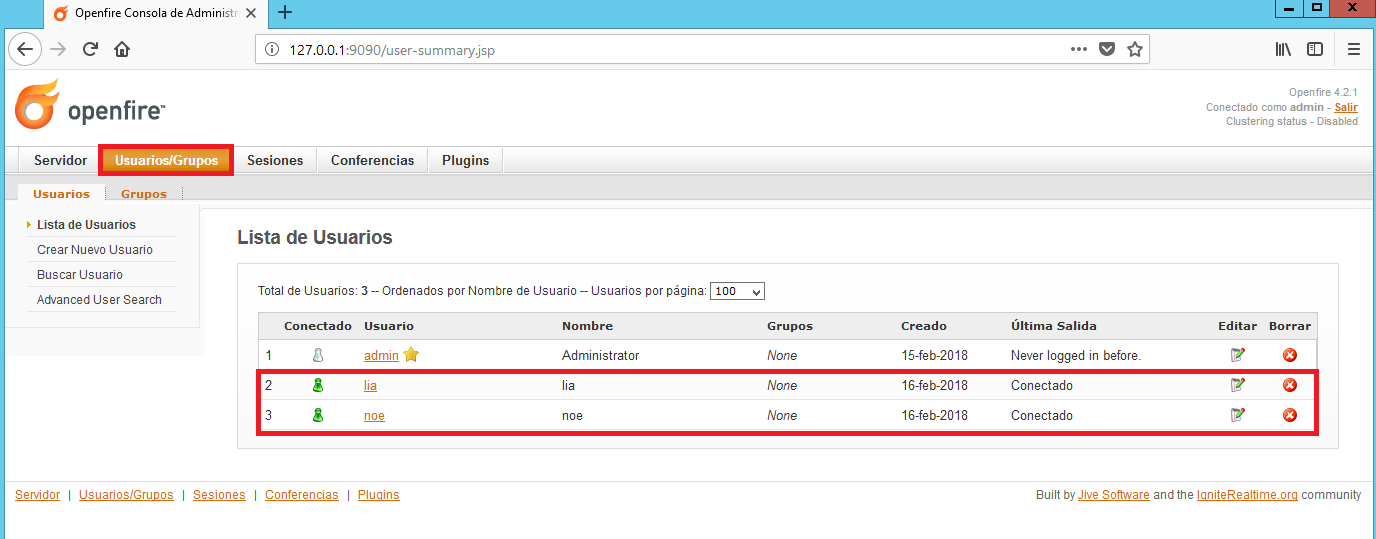 Openfire Consola de Administra
127.0.0.1:9090/user-summary.jsp
openfire™
Openfire 4.2.1
Conectado como admin - Salir
Clustering status - Disabled
Servidor Usuarios/Grupos Sesiones Conferencias Plugins
Usuarios Grupos
Lista de Usuarios
Crear Nuevo Usuario
Buscar Usuario
Advanced User Search
Lista de Usuarios
Total de Usuarios: 3 -- Ordenados por Nombre de Usuario -- Usuarios por página: 100
Conectado Usuario Nombre Grupos Creado Última Salida Editar Borrar
1 admin Administrator None 15-feb-2018 Never logged in before.
2 lia lia None 16-feb-2018 Conectado
3 noe noe None 16-feb-2018 Conectado
Servidor | Usuarios/Grupos | Sesiones | Conferencias | Plugins
Built by Jive Software and the IgniteRealtime.org community